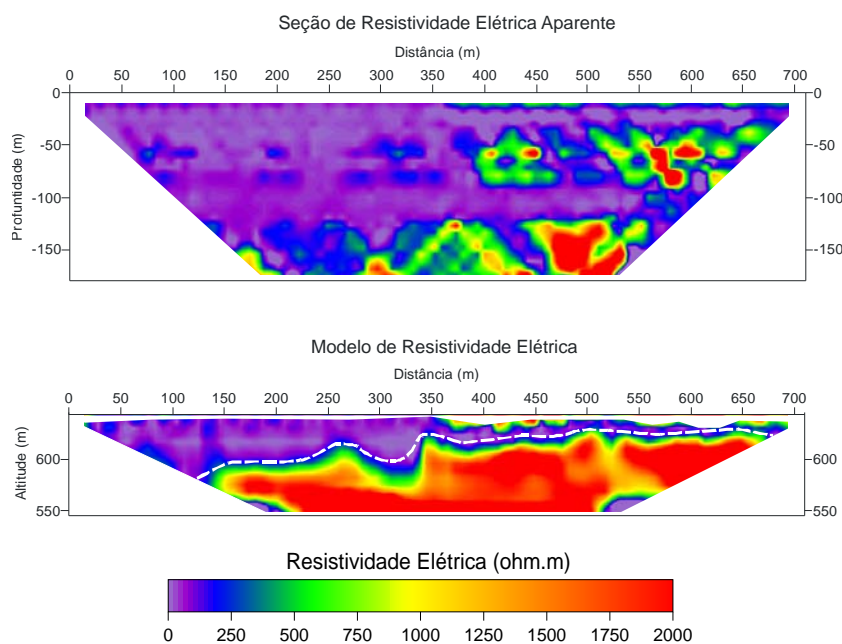 Seção de Resistividade Elétrica Aparente
Distância (m)
0 50 100 150 200 250 300 350 400 450 500 550 600 650 700
0 0
-50 -50
-100 -100
-150 -150
Profuntidade (m)
Modelo de Resistividade Elétrica
Distância (m)
0 50 100 150 200 250 300 350 400 450 500 550 600 650 700
600 600
550 550
Altitude (m)
Resistividade Elétrica (ohm.m)
0 250 500 750 1000 1250 1500 1750 2000